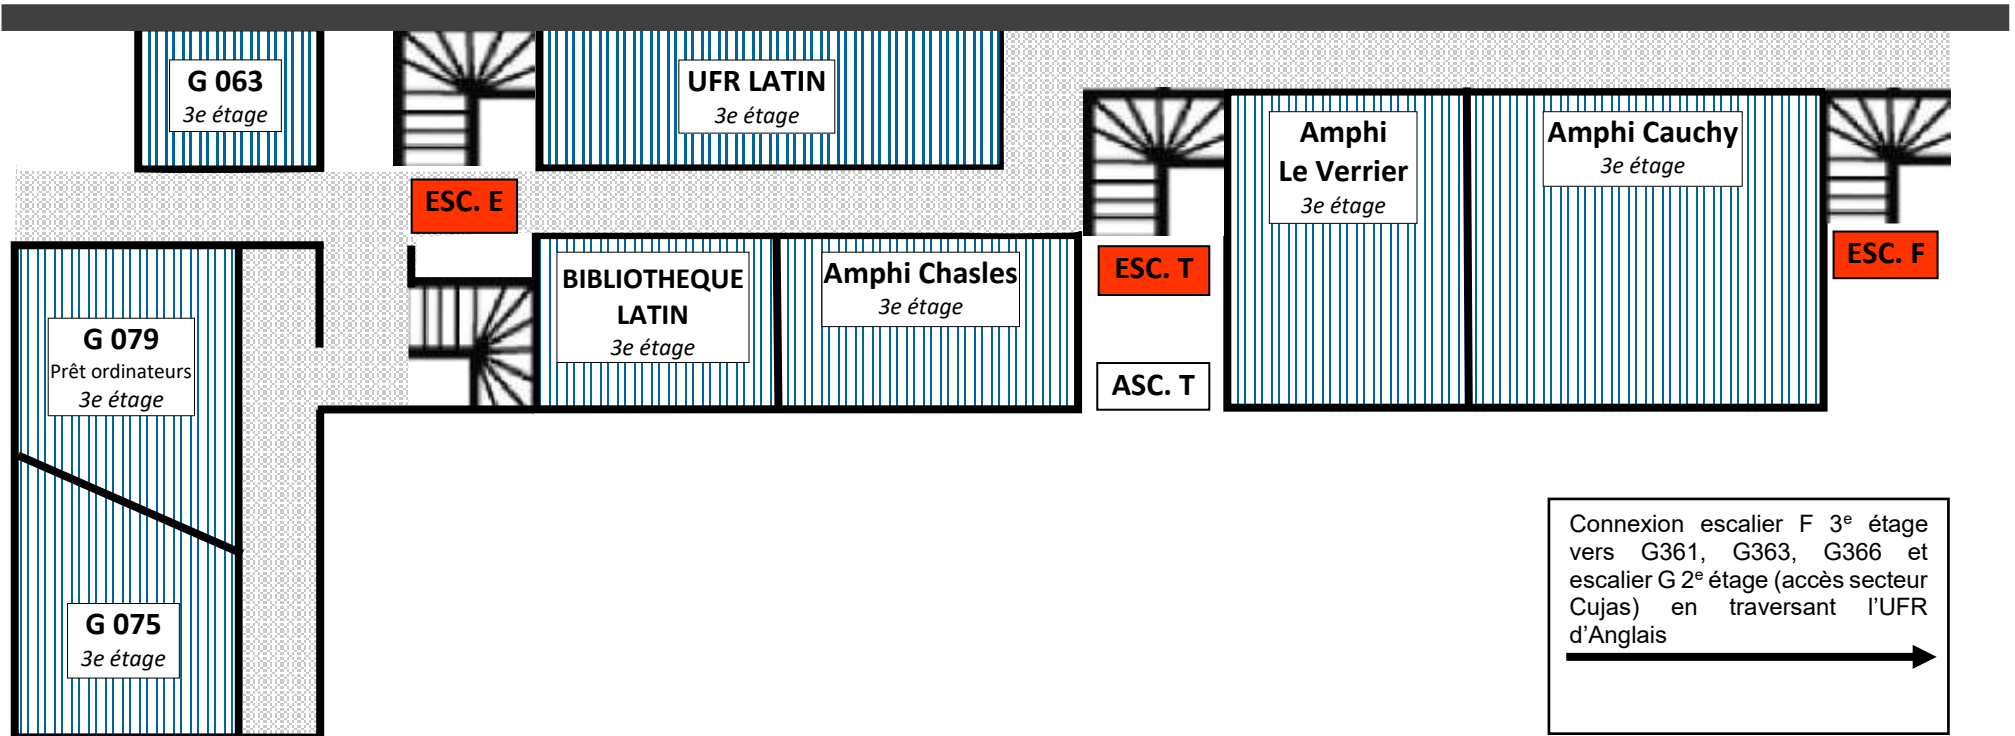 G 063
3e étage
UFR LATIN
3e étage
Amphi
Le Verrier
3e étage
Amphi Cauchy
3e étage
ESC. E
ESC. T
ESC. F
BIBLIOTHEQUE
LATIN
3e étage
Amphi Chasles
3e étage
G 079
Prêt ordinateurs
3e étage
ASC. T
G 075
3e étage
Connexion escalier F 3e étage
vers G361, G363, G366 et
escalier G 2e étage (accès secteur
Cujas) en traversant l’UFR
d’Anglais